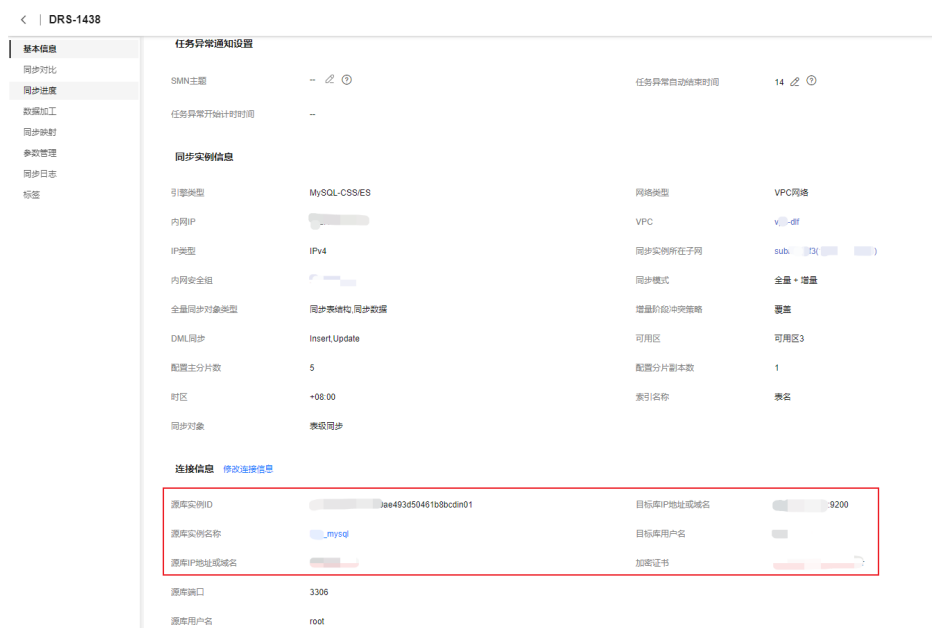 DRS-1438
基本信息
同步对比
同步进度
数据加工
同步映射
参数管理
同步日志
标签
任务异常通知设置
SMN主题 -- 任务异常自动结束时间 14
任务异常开始计时时间 --
同步实例信息
引擎类型 MySQL-CSS/ES 网络类型 VPC网络
内网IP VPC -dlf
IP类型 IPv4 同步实例所在子网
内网安全组 同步模式 全量 + 增量
全量同步对象类型 同步表结构,同步数据 增量阶段冲突策略 覆盖
DML同步 Insert,Update 可用区 可用区3
配置主分片数 5 配置分片副本数 1
时区 +08:00 索引名称 表名
同步对象 表级同步
连接信息 修改连接信息
源库实例ID ae493d50461b8bcdin01 目标库IP地址或域名 :9200
源库实例名称 _mysql 目标库用户名
源库IP地址或域名 加密证书
源库端口 3306
源库用户名 root